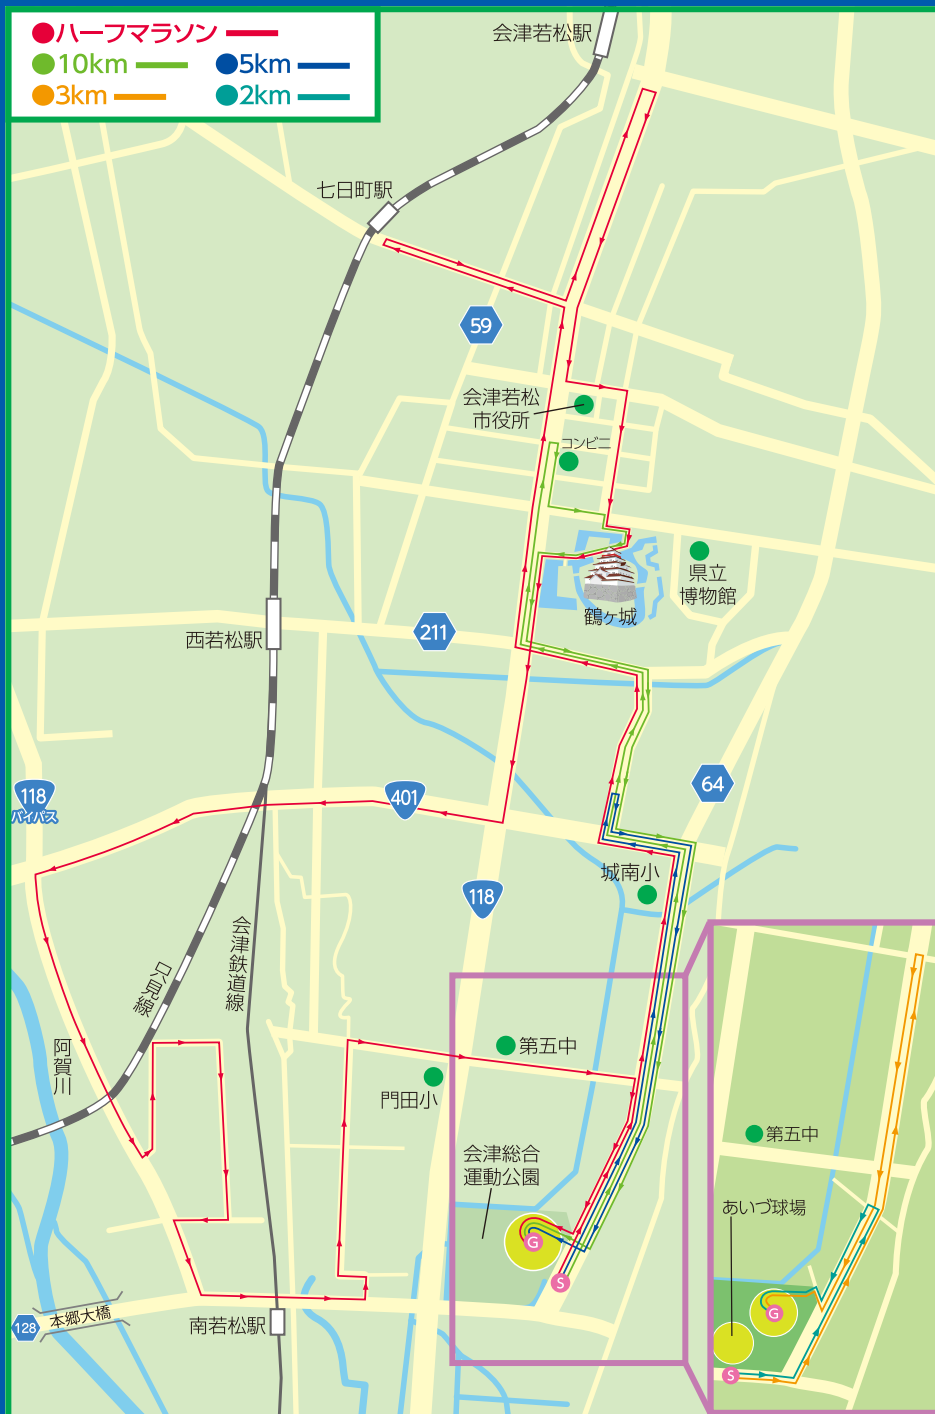 ハーフマラソン
10km
5km
3km
2km
会津若松駅
七日町駅
59
会津若松
市役所
コンビニ
県立
博物館
鶴ヶ城
211
西若松駅
118
バイパス
401
64
城南小
118
会津鉄道線
只見線
阿賀川
第五中
門田小
会津総合
運動公園
G
S
本郷大橋
128
南若松駅
第五中
あいづ球場
G
S